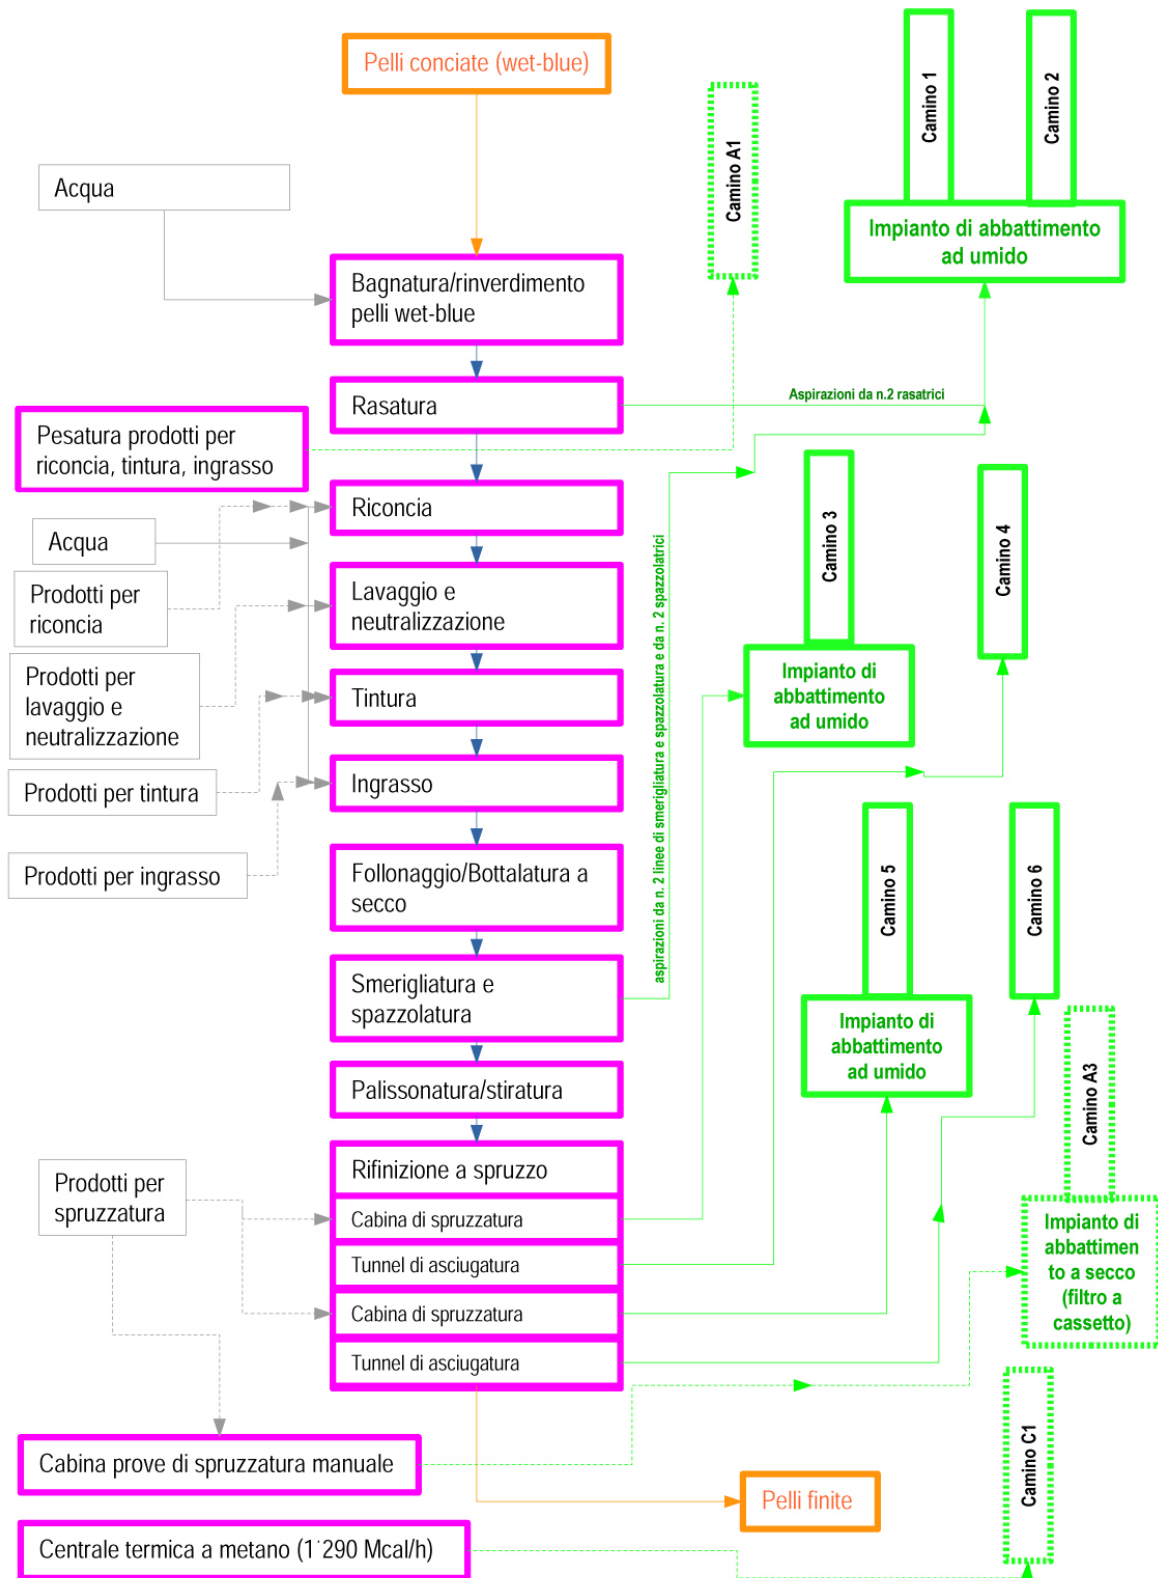 Pelli conciate (wet-blue)
Camino A1
Camino 1
Camino 2
Acqua
Impianto di abbattimento
ad umido
Bagnatura/rinverdimento
pelli wet-blue
Rasatura
Aspirazioni da n.2 rasatrici
Pesatura prodotti per
riconcia, tintura, ingrasso
Riconcia
Acqua
Camino 3
Camino 4
Prodotti per
riconcia
Lavaggio e
neutralizzazione
aspirazioni da n. 2 linee di smerigliatura e spazzolatura e da n. 2 spazzolatrici
Prodotti per
lavaggio e
neutralizzazione
Tintura
Impianto di
abbattimento
ad umido
Prodotti per tintura
Ingrasso
Prodotti per ingrasso
Follonaggio/Bottalatura a
secco
Camino 5
Camino 6
Smerigliatura e
spazzolatura
Impianto di
abbattimento
ad umido
Camino A3
Palissonatura/stiratura
Rifinizione a spruzzo
Prodotti per
spruzzatura
Cabina di spruzzatura
Tunnel di asciugatura
Cabina di spruzzatura
Tunnel di asciugatura
Impianto di
abbattimen
to a secco
(filtro a
cassetto)
Camino C1
Cabina prove di spruzzatura manuale
Pelli finite
Centrale termica a metano (1˙290 Mcal/h)